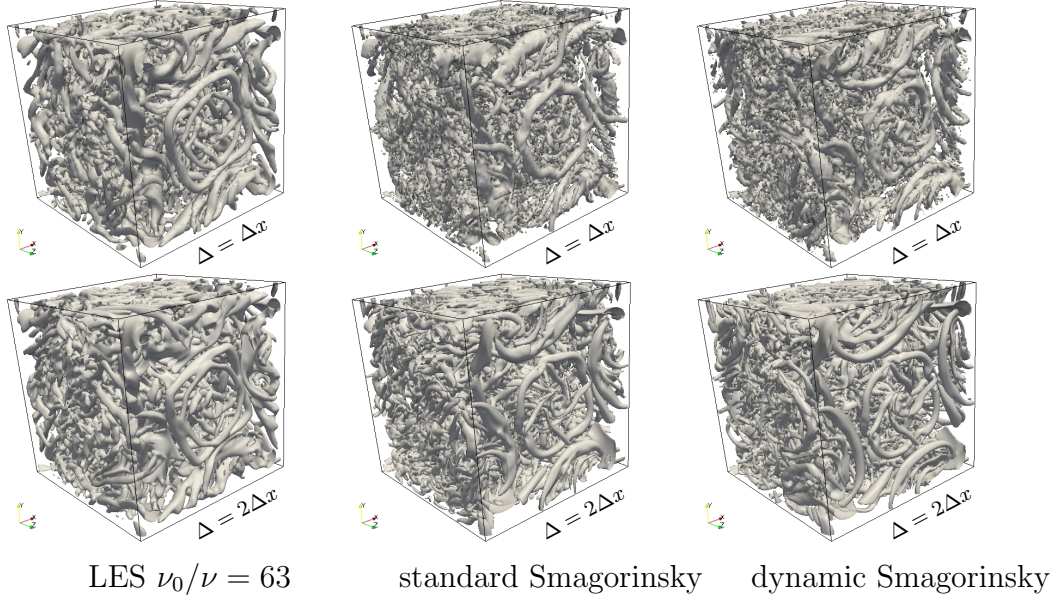 Δ = Δx Δ = Δx Δ = Δx
Δ = 2Δx Δ = 2Δx Δ = 2Δx
LES ν₀/ν = 63 standard Smagorinsky dynamic Smagorinsky